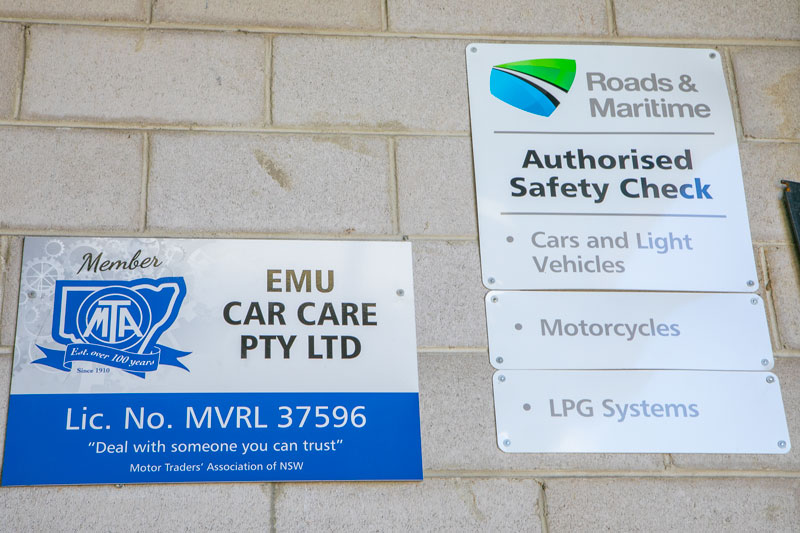 Member
MTA
Est. over 100 years
Since 1910
EMU
CAR CARE
PTY LTD
Lic. No. MVRL 37596
“Deal with someone you can trust”
Motor Traders’ Association of NSW
Roads &
Maritime
Authorised
Safety Check
• Cars and Light
Vehicles
• Motorcycles
• LPG Systems